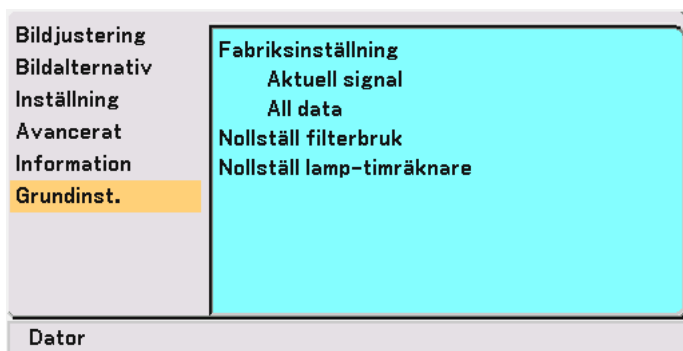 Bildjustering
Bildalternativ
Inställning
Avancerat
Information
Grundinst.
Fabriksinställning
Aktuell signal
All data
Nollställ filterbruk
Nollställ lamp-timräknare
Dator